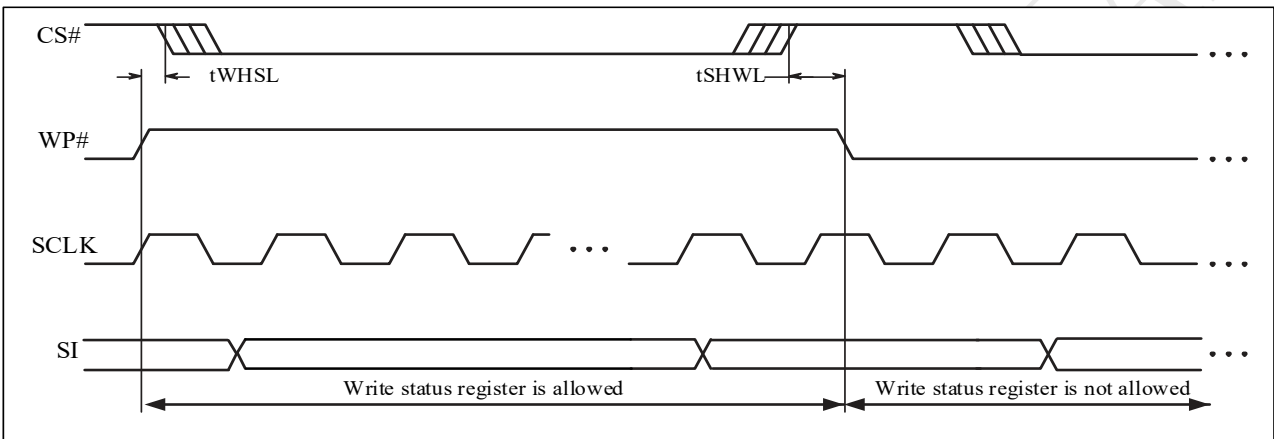 CS#
tWHSL
tSHWL
WP#
SCLK
SI
Write status register is allowed
Write status register is not allowed